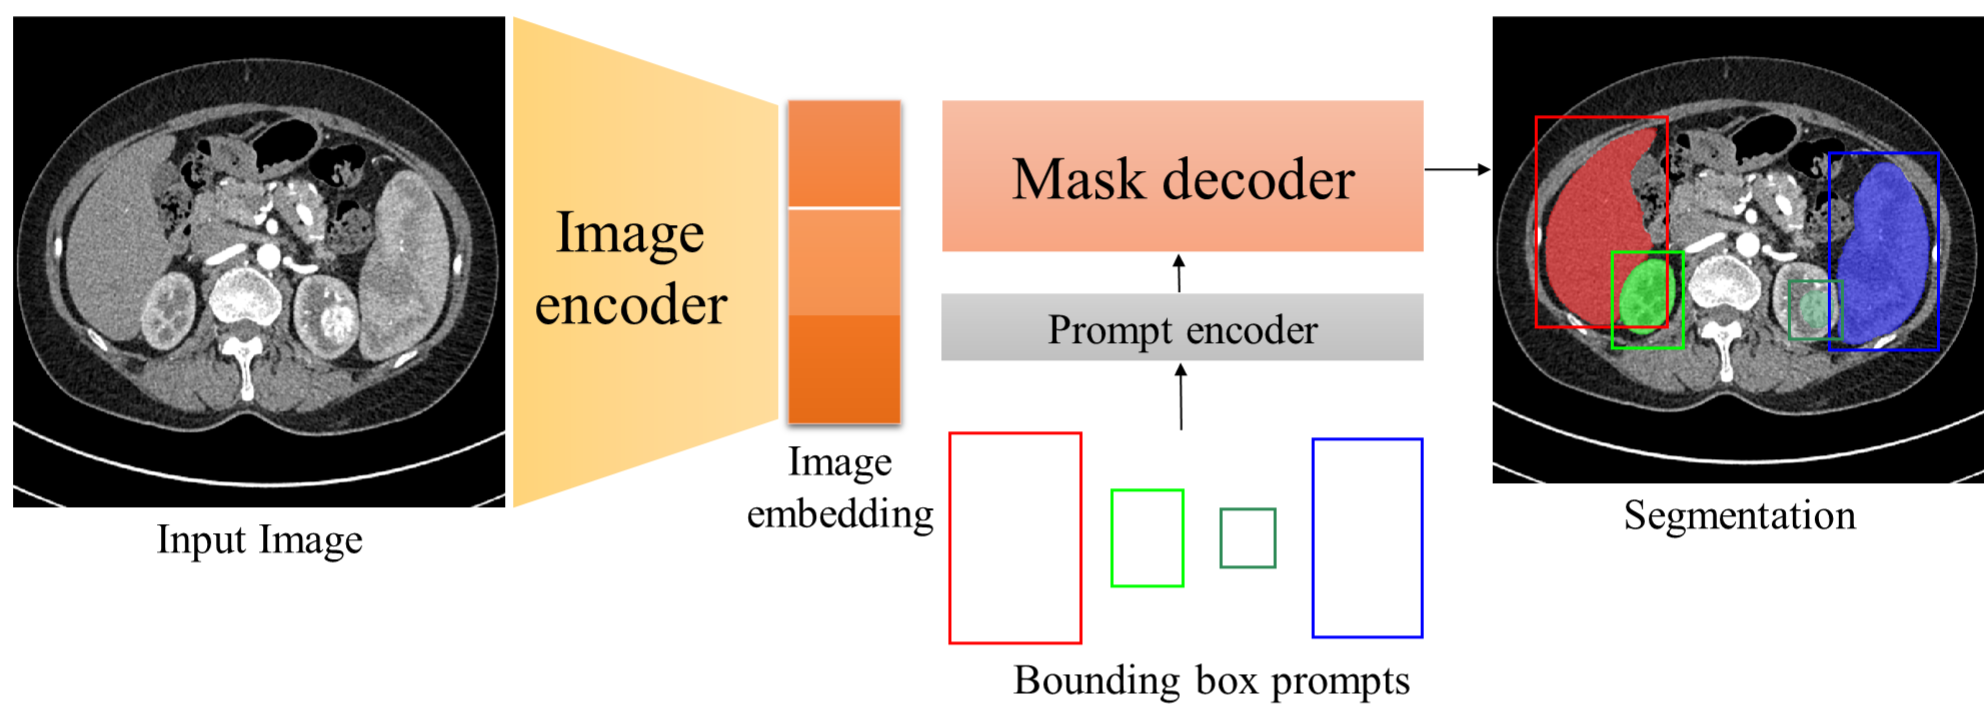 Input Image
Image
encoder
Image
embedding
Mask decoder
Prompt encoder
Bounding box prompts
Segmentation